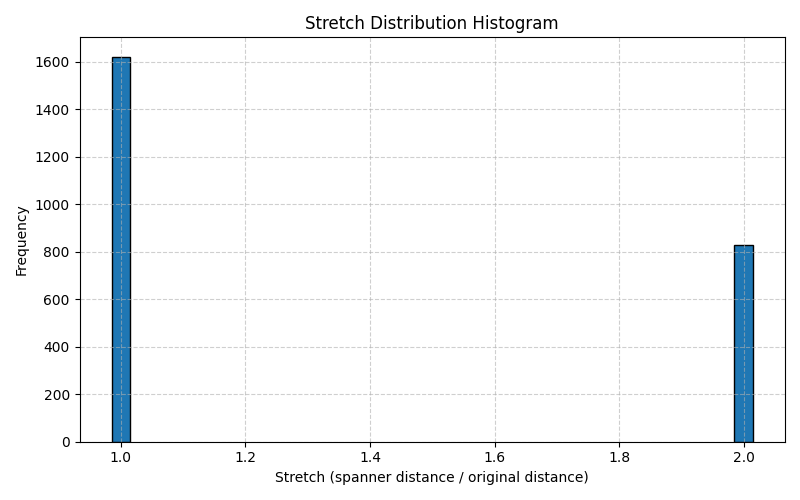 Stretch Distribution Histogram
Frequency
1600
1400
1200
1000
800
600
400
200
0
1.0 1.2 1.4 1.6 1.8 2.0
Stretch (spanner distance / original distance)